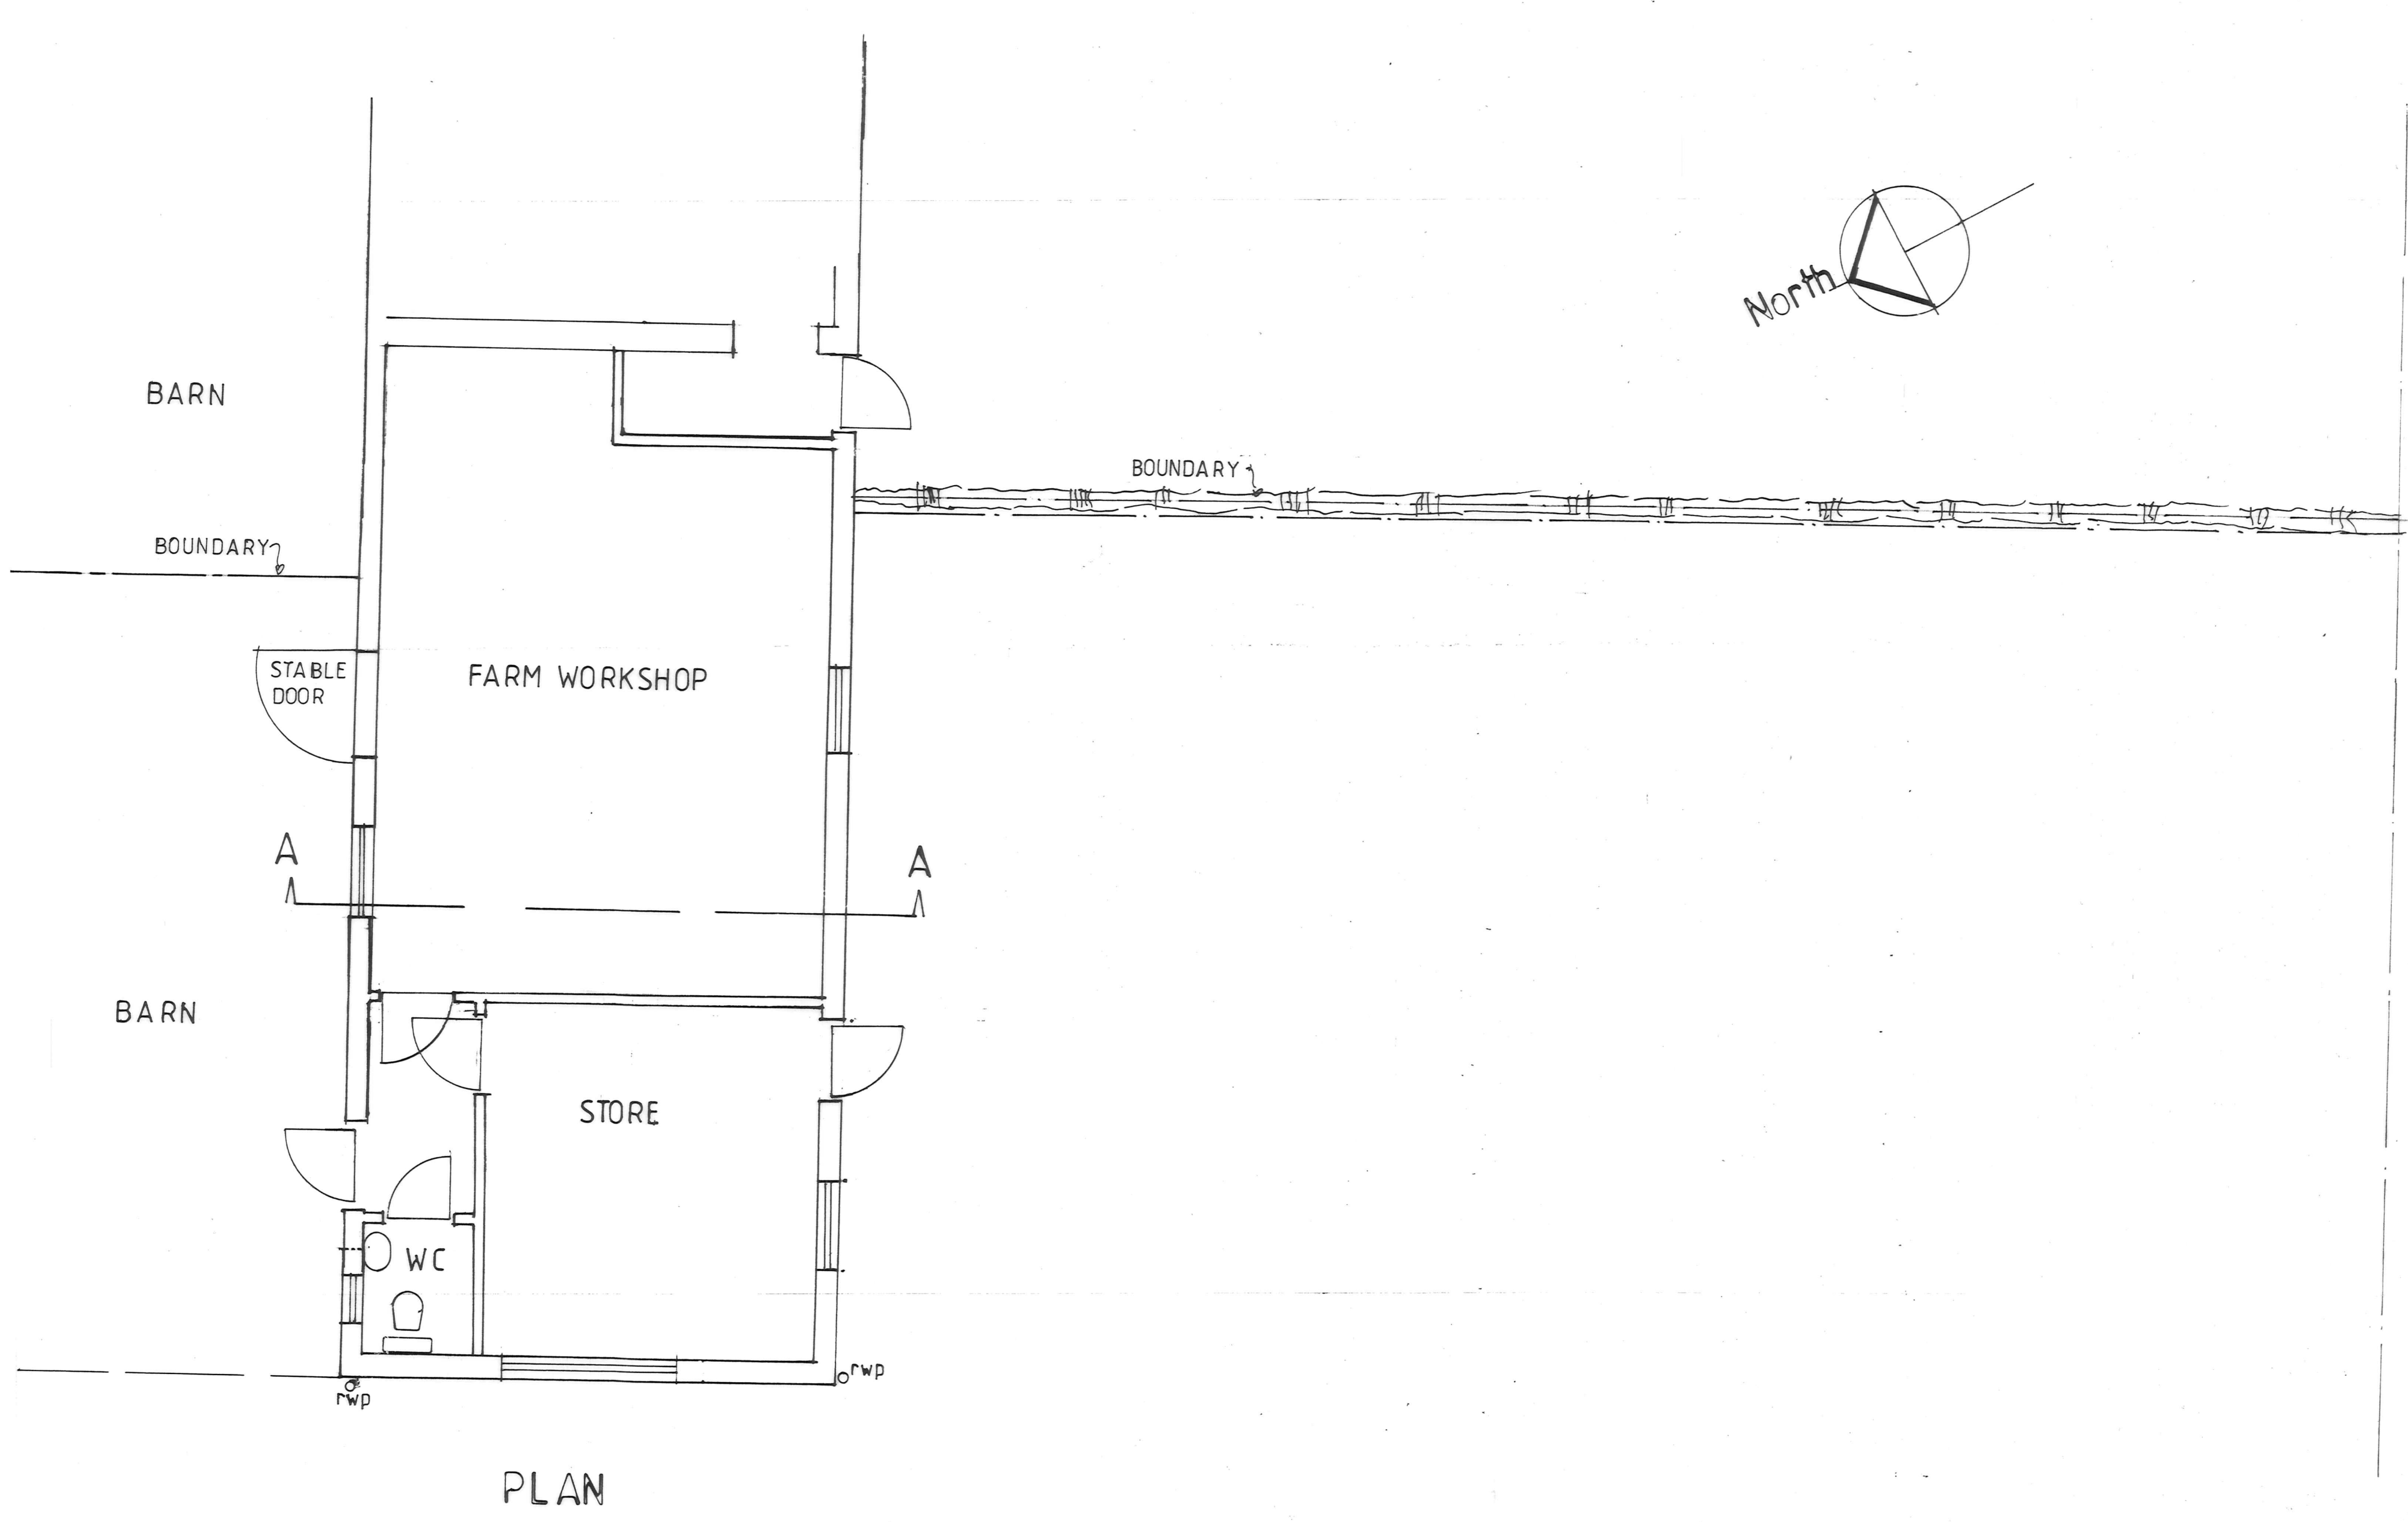 North
BARN
BOUNDARY
BOUNDARY
STABLE
DOOR
FARM WORKSHOP
A
A
BARN
STORE
WC
rwp
rwp
PLAN